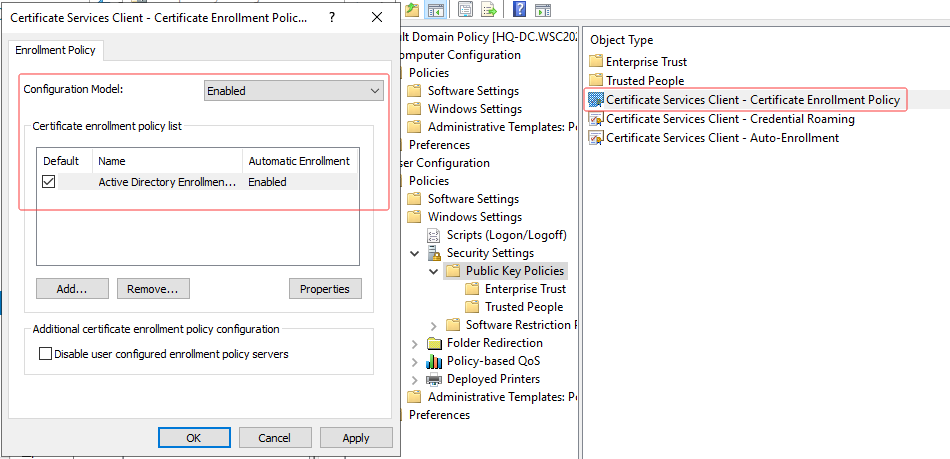 Certificate Services Client - Certificate Enrollment Polic...
?
Enrollment Policy
Configuration Model:
Enabled
Certificate enrollment policy list
Default
Name
Automatic Enrollment
Active Directory Enrollmen...
Enabled
Add...
Remove...
Properties
Additional certificate enrollment policy configuration
Disable user configured enrollment policy servers
OK
Cancel
Apply
ult Domain Policy [HQ-DC.WSC202
omputer Configuration
Policies
Software Settings
Windows Settings
Administrative Templates: Po
Preferences
ser Configuration
Policies
Software Settings
Windows Settings
Scripts (Logon/Logoff)
Security Settings
Public Key Policies
Enterprise Trust
Trusted People
Software Restriction P
Folder Redirection
Policy-based QoS
Deployed Printers
Administrative Templates: Po
Preferences
Object Type
Enterprise Trust
Trusted People
Certificate Services Client - Certificate Enrollment Policy
Certificate Services Client - Credential Roaming
Certificate Services Client - Auto-Enrollment